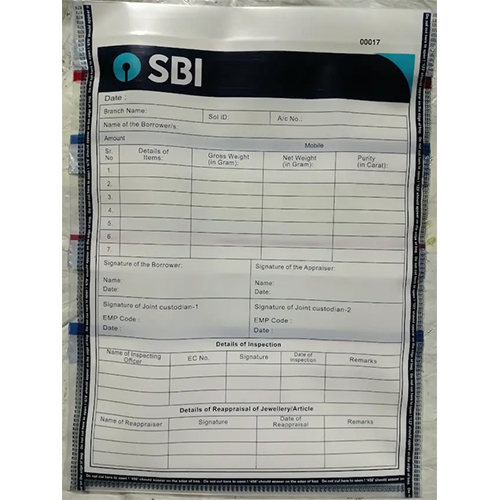 00017
SBI
Date :
Branch Name: Sol ID: A/c No.:
Name of the Borrower/s:
Amount Mobile
Sr. No Details of Items: Gross Weight (in Gram): Net Weight (in Gram): Purity (in Carat):
1.
2.
3.
4.
5.
6.
7.
Signature of the Borrower: Signature of the Appraiser:
Name: Name:
Date: Date:
Signature of Joint custodian-1 Signature of Joint custodian-2
EMP Code : EMP Code :
Date : Date :
Details of Inspection
Name of Inspecting Officer EC No. Signature Date of Inspection Remarks
Details of Reappraisal of Jewellery/Article
Name of Reappraiser Signature Date of Reappraisal Remarks